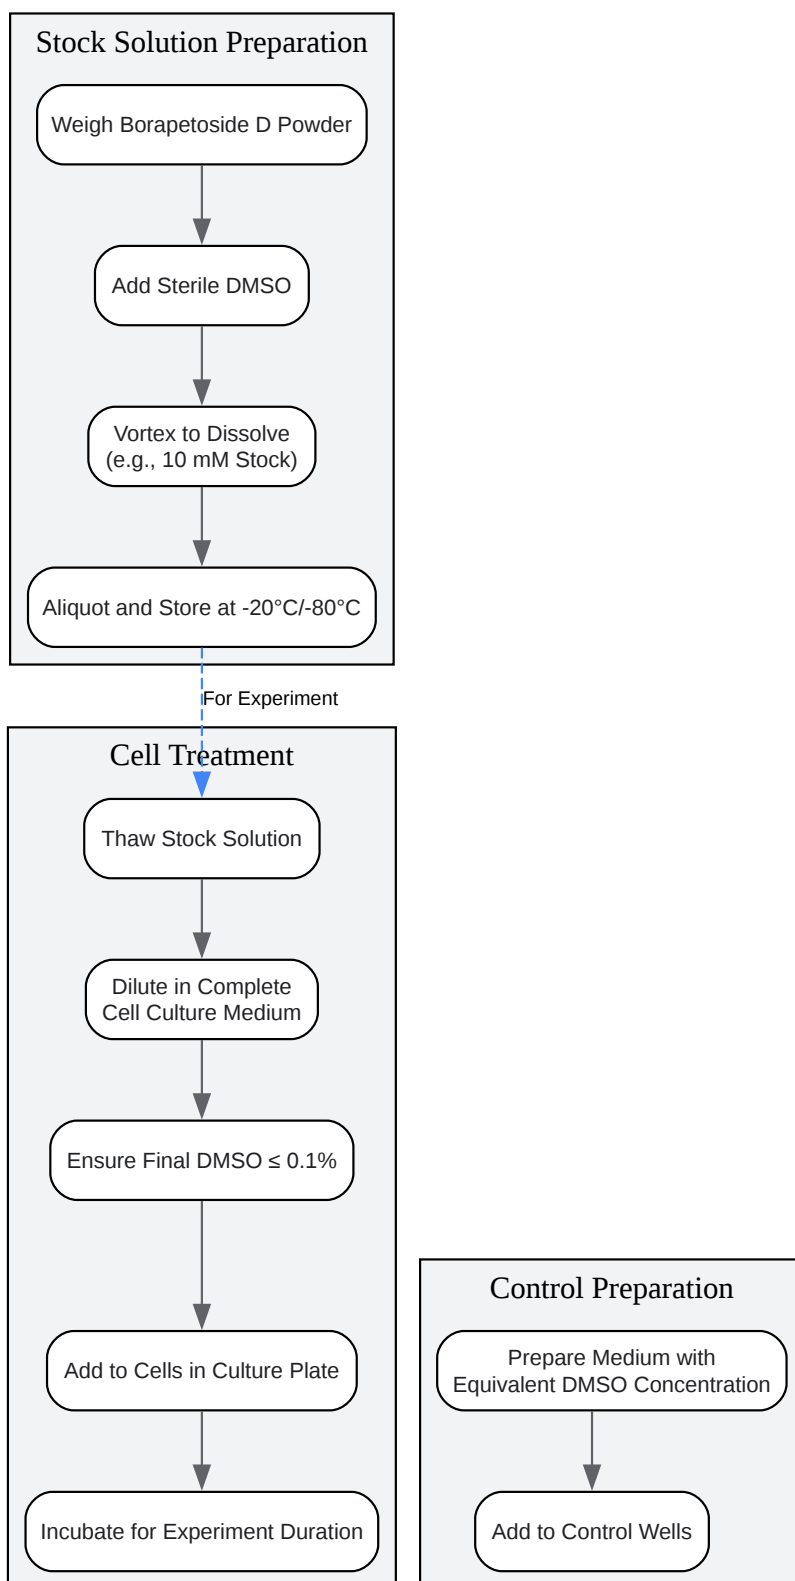 Stock Solution Preparation
Weigh Borapetoside D Powder
Add Sterile DMSO
Vortex to Dissolve
(e.g., 10 mM Stock)
Aliquot and Store at -20°C/-80°C
For Experiment
Cell Treatment
Thaw Stock Solution
Dilute in Complete
Cell Culture Medium
Ensure Final DMSO ≤ 0.1%
Add to Cells in Culture Plate
Incubate for Experiment Duration
Control Preparation
Prepare Medium with
Equivalent DMSO Concentration
Add to Control Wells